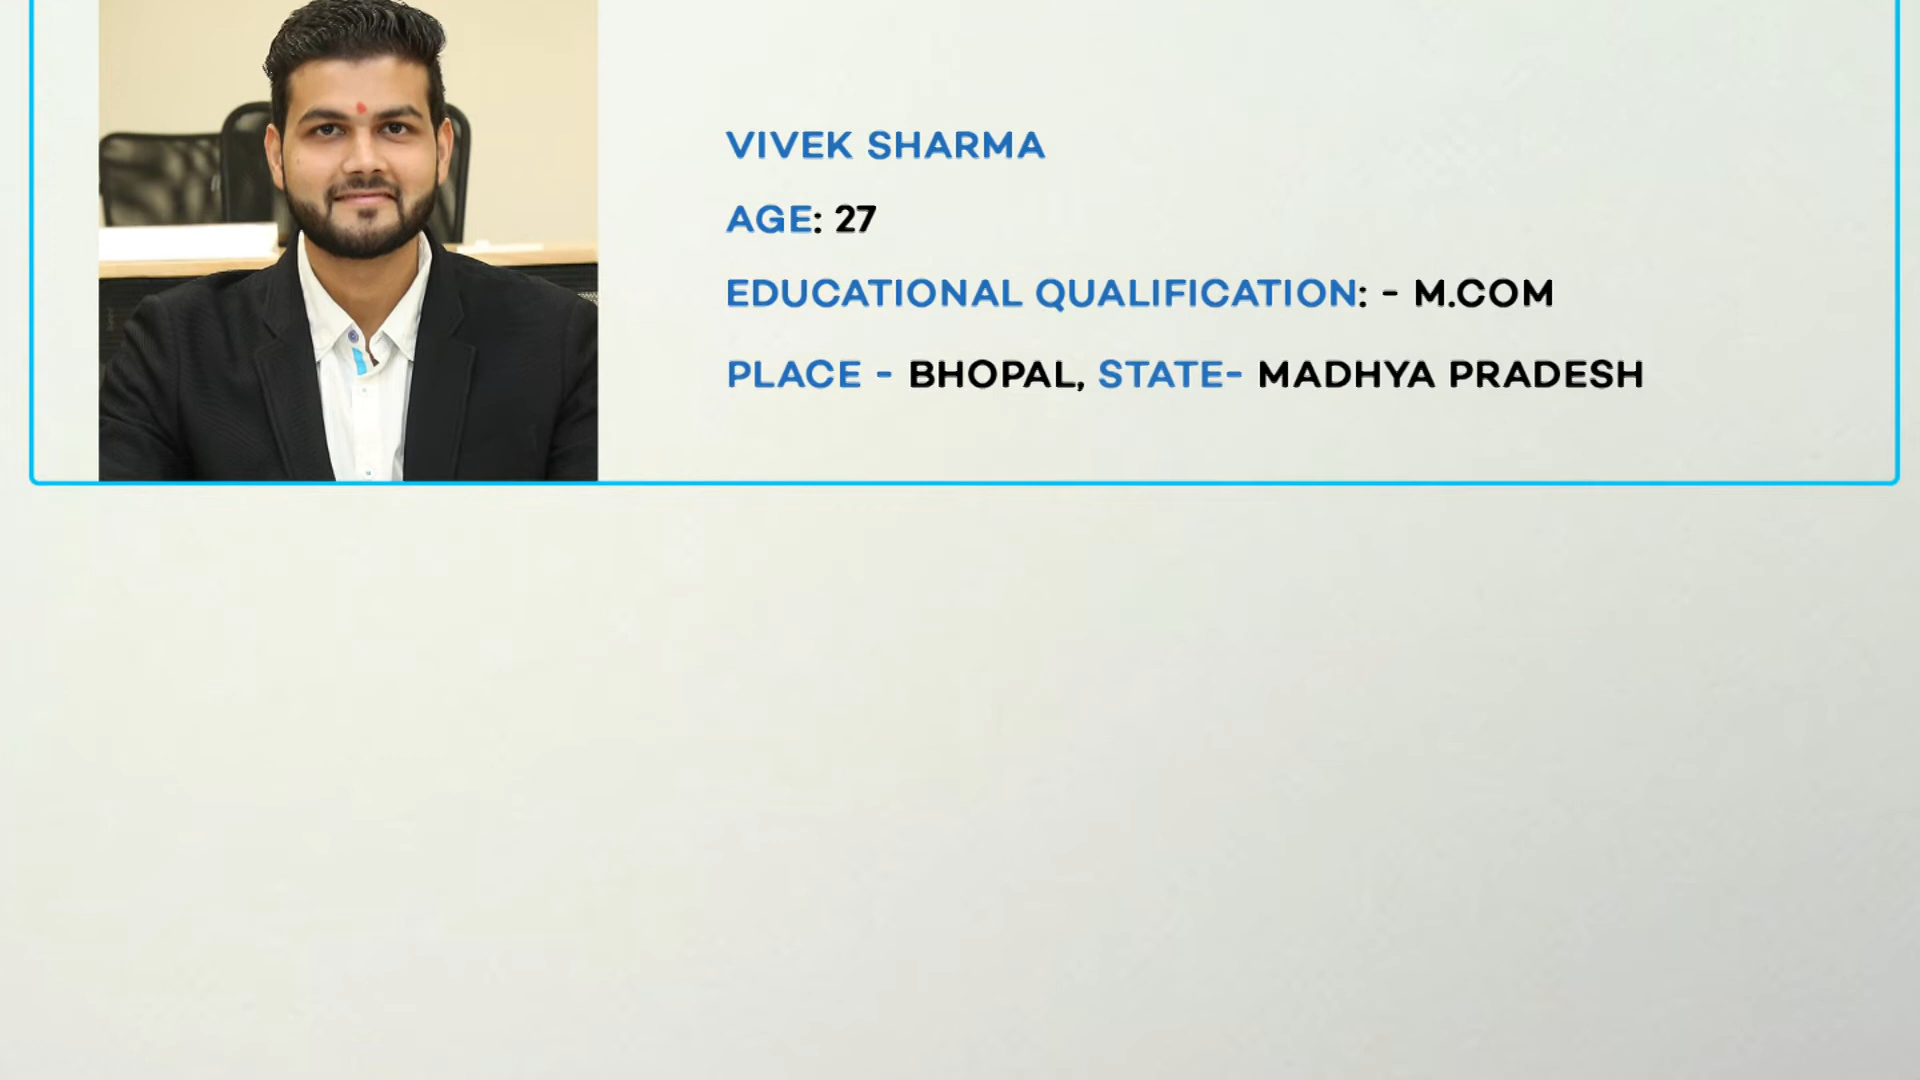 VIVEK SHARMA
AGE: 27
EDUCATIONAL QUALIFICATION: - M.COM
PLACE - BHOPAL, STATE- MADHYA PRADESH